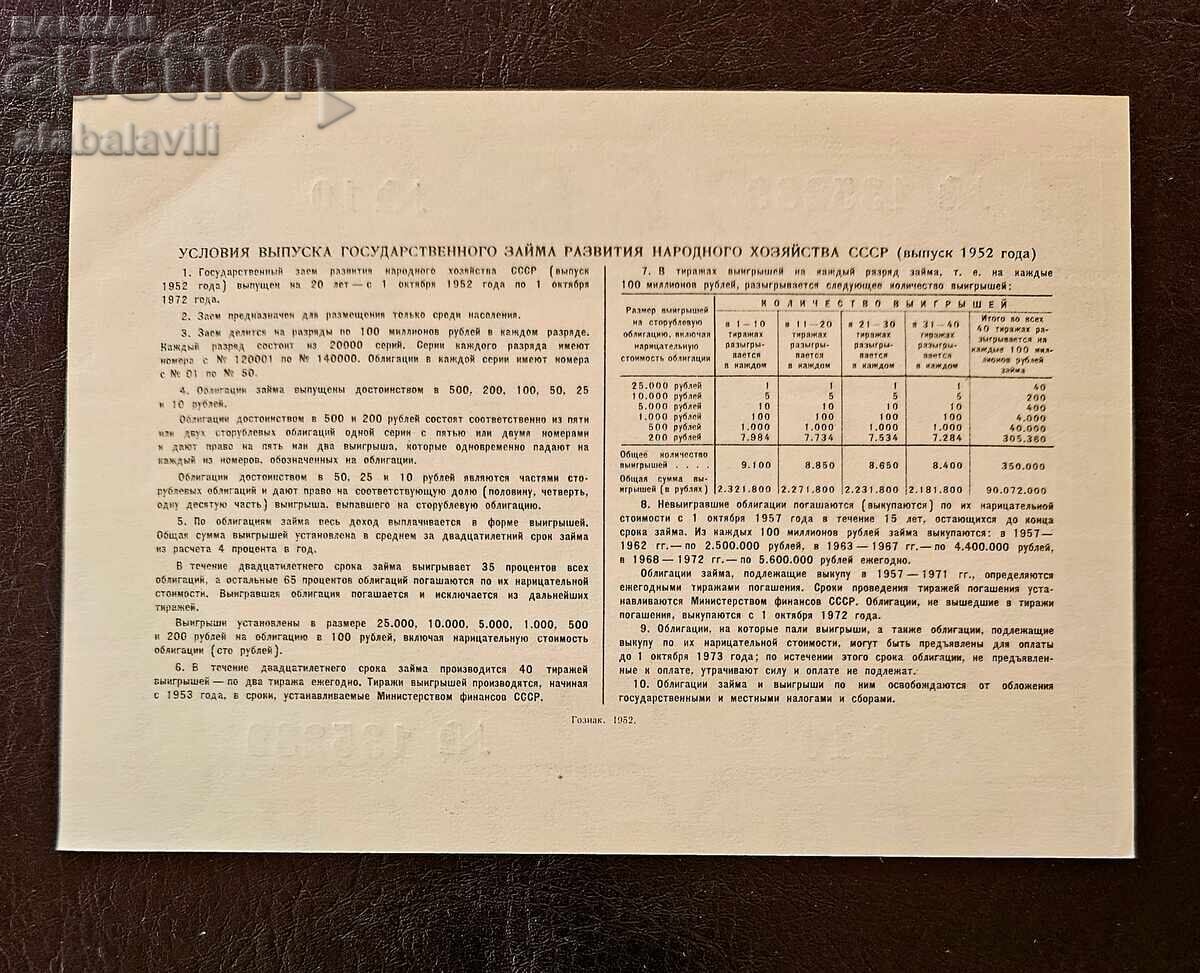 BALKAN
auction
slabalavili
УСЛОВИЯ ВЫПУСКА ГОСУДАРСТВЕННОГО ЗАЙМА РАЗВИТИЯ НАРОДНОГО ХОЗЯЙСТВА СССР (выпуск 1952 года)
1. Государственный заем развития народного хозяйства СССР (выпуск
1952 года) выпущен на 20 лет — с 1 октября 1952 года по 1 октября
1972 года.
2. Заем предназначен для размещения только среди населения.
3. Заем делится на разряды по 100 миллионов рублей в каждом разряде.
Каждый разряд состоит из 20000 серий. Серии каждого разряда имеют
номера с № 120001 по № 140000. Облигации в каждой серии имеют номера
с № 01 по № 50.
4. Облигации займа выпущены достоинством в 500, 200, 100, 50, 25
и 10 рублей.
Облигации достоинством в 500 и 200 рублей состоят соответственно из пяти
или двух сторублевых облигаций одной серии с пятью или двумя номерами
и дают право на пять или два выигрыша, которые одновременно падают на
каждый из номеров, обозначенных на облигации.
Облигации достоинством в 50, 25 и 10 рублей являются частями сто-
рублевых облигаций и дают право на соответствующую долю (половину, четверть,
одну десятую часть) выигрыша, выпавшего на сторублевую облигацию.
5. По облигациям займа весь доход выплачивается в форме выигрышей.
Общая сумма выигрышей установлена в среднем за двадцатилетний срок займа
из расчета 4 процента в год.
В течение двадцатилетнего срока займа выигрывает 35 процентов всех
облигаций, а остальные 65 процентов облигаций погашаются по их нарицательной
стоимости. Выигравшая облигация погашается и исключается из дальнейших
тиражей.
Выигрыши установлены в размере 25.000, 10.000, 5.000, 1.000, 500
и 200 рублей на облигацию в 100 рублей, включая нарицательную стоимость
облигации (сто рублей).
6. В течение двадцатилетнего срока займа производится 40 тиражей
выигрышей — по два тиража ежегодно. Тиражи выигрышей производятся, начиная
с 1953 года, в сроки, устанавливаемые Министерством финансов СССР.
7. В тиражах выигрышей на каждый разряд займа, т. е. на каждые
100 миллионов рублей, разыгрывается следующее количество выигрышей:
Размер выигрышей на сторублевую облигацию, включая нарицательную стоимость облигации
КОЛИЧЕСТВО ВЫИГРЫШЕЙ
в 1—10 тиражах разыгры- вается в каждом
в 11—20 тиражах разыгры- вается в каждом
в 21—30 тиражах разыгры- вается в каждом
в 31—40 тиражах разыгры- вается в каждом
Итого во всех 40 тиражах ра- зыгрывается на каждые 100 мил- лионов рублей займа
25.000 рублей 1 1 1 1 40
10.000 рублей 5 5 5 5 200
5.000 рублей 10 10 10 10 400
1.000 рублей 100 100 100 100 4.000
500 рублей 1.000 1.000 1.000 1.000 40.000
200 рублей 7.984 7.734 7.534 7.284 305.360
Общее количество
выигрышей . . . . 9.100 8.850 8.650 8.400 350.000
Общая сумма вы-
игрышей (в рублях) 2.321.800 2.271.800 2.231.800 2.181.800 90.072.000
8. Невыигравшие облигации погашаются (выкупаются) по их нарицательной
стоимости с 1 октября 1957 года в течение 15 лет, остающихся до конца
срока займа. Из каждых 100 миллионов рублей займа выкупаются: в 1957—
1962 гг.— по 2.500.000 рублей, в 1963—1967 гг.— по 4.400.000 рублей,
в 1968—1972 гг.— по 5.600.000 рублей ежегодно.
Облигации займа, подлежащие выкупу в 1957—1971 гг., определяются
ежегодными тиражами погашения. Сроки проведения тиражей погашения уста-
навливаются Министерством финансов СССР. Облигации, не вышедшие в тиражи
погашения, выкупаются с 1 октября 1972 года.
9. Облигации, на которые пали выигрыши, а также облигации, подлежащие
выкупу по их нарицательной стоимости, могут быть предъявлены для оплаты
до 1 октября 1973 года; по истечении этого срока облигации, не предъявлен-
ные к оплате, утрачивают силу и оплате не подлежат.
10. Облигации займа и выигрыши по ним освобождаются от обложения
государственными и местными налогами и сборами.
Гознак. 1952.